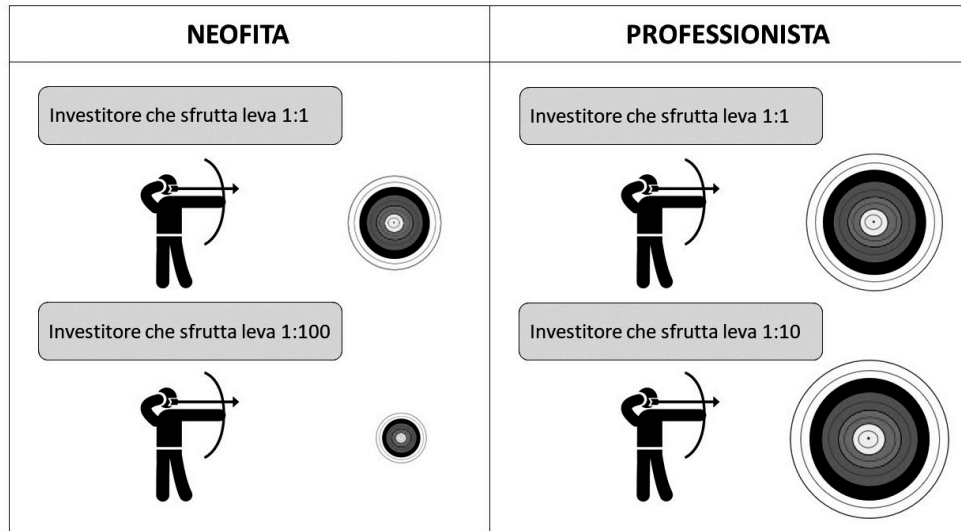 NEOFITA
PROFESSIONISTA
Investitore che sfrutta leva 1:1
Investitore che sfrutta leva 1:1
Investitore che sfrutta leva 1:100
Investitore che sfrutta leva 1:10